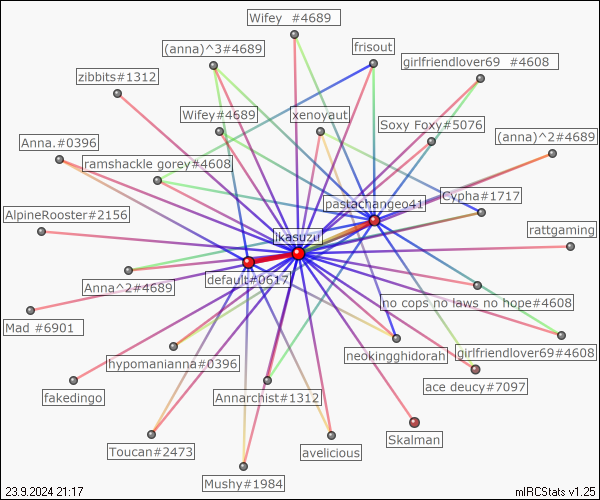 Wifey  #4689
(anna)^3#4689
frisout
girlfriendlover69  #4608
zibbits#1312
Wifey#4689
xenoyaut
Soxy Foxy#5076
(anna)^2#4689
Anna.#0396
ramshackle gorey#4608
Cypha#1717
pastachangeo41
AlpineRooster#2156
ikasuzu
rattgaming
default#0617
Anna^2#4689
no cops no laws no hope#4608
Mad #6901
neokingghidorah
girlfriendlover69#4608
hypomanianna#0396
ace deucy#7097
fakedingo
Annarchist#1312
Skalman
Toucan#2473
avelicious
Mushy#1984
23.9.2024 21:17
mIRCStats v1.25